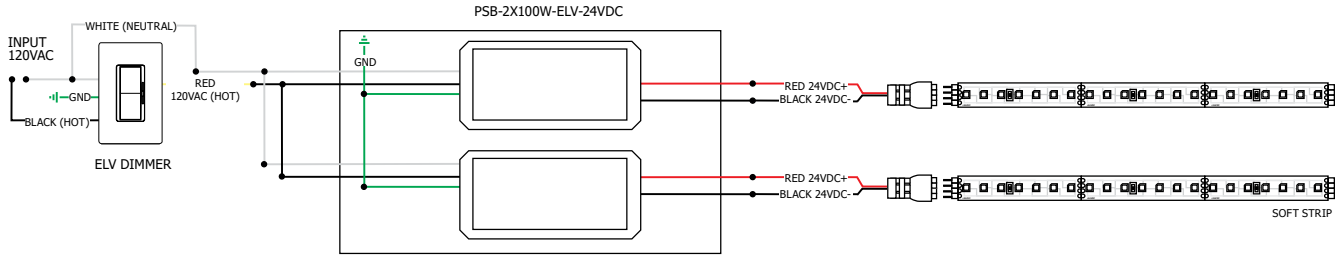 PSB-2X100W-ELV-24VDC
WHITE (NEUTRAL)
INPUT
120VAC
GND
BLACK (HOT)
ELV DIMMER
RED
120VAC (HOT)
GND
RED 24VDC+
BLACK 24VDC-
RED 24VDC+
BLACK 24VDC-
SOFT STRIP